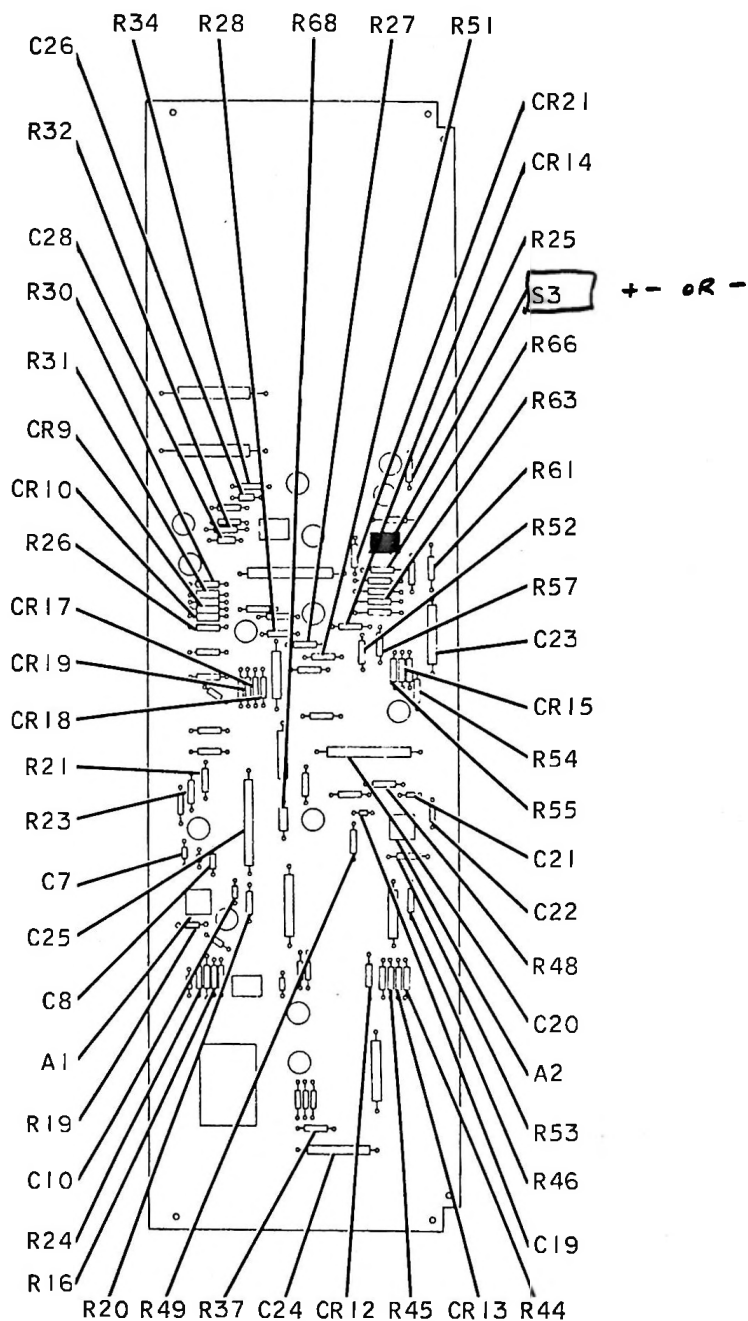 R34 R28 R68 R27 R51
C26
R32
C28
R30
R31
CR9
CR10
R26
CR17
CR19
CR18
R21
R23
C7
C25
C8
A1
R19
C10
R24
R16
CR21
CR14
R25
S3 +- OR -
R66
R63
R61
R52
R57
C23
CR15
R54
R55
C21
C22
R48
C20
A2
R53
R46
C19
R20 R49 R37 C24 CR12 R45 CR13 R44